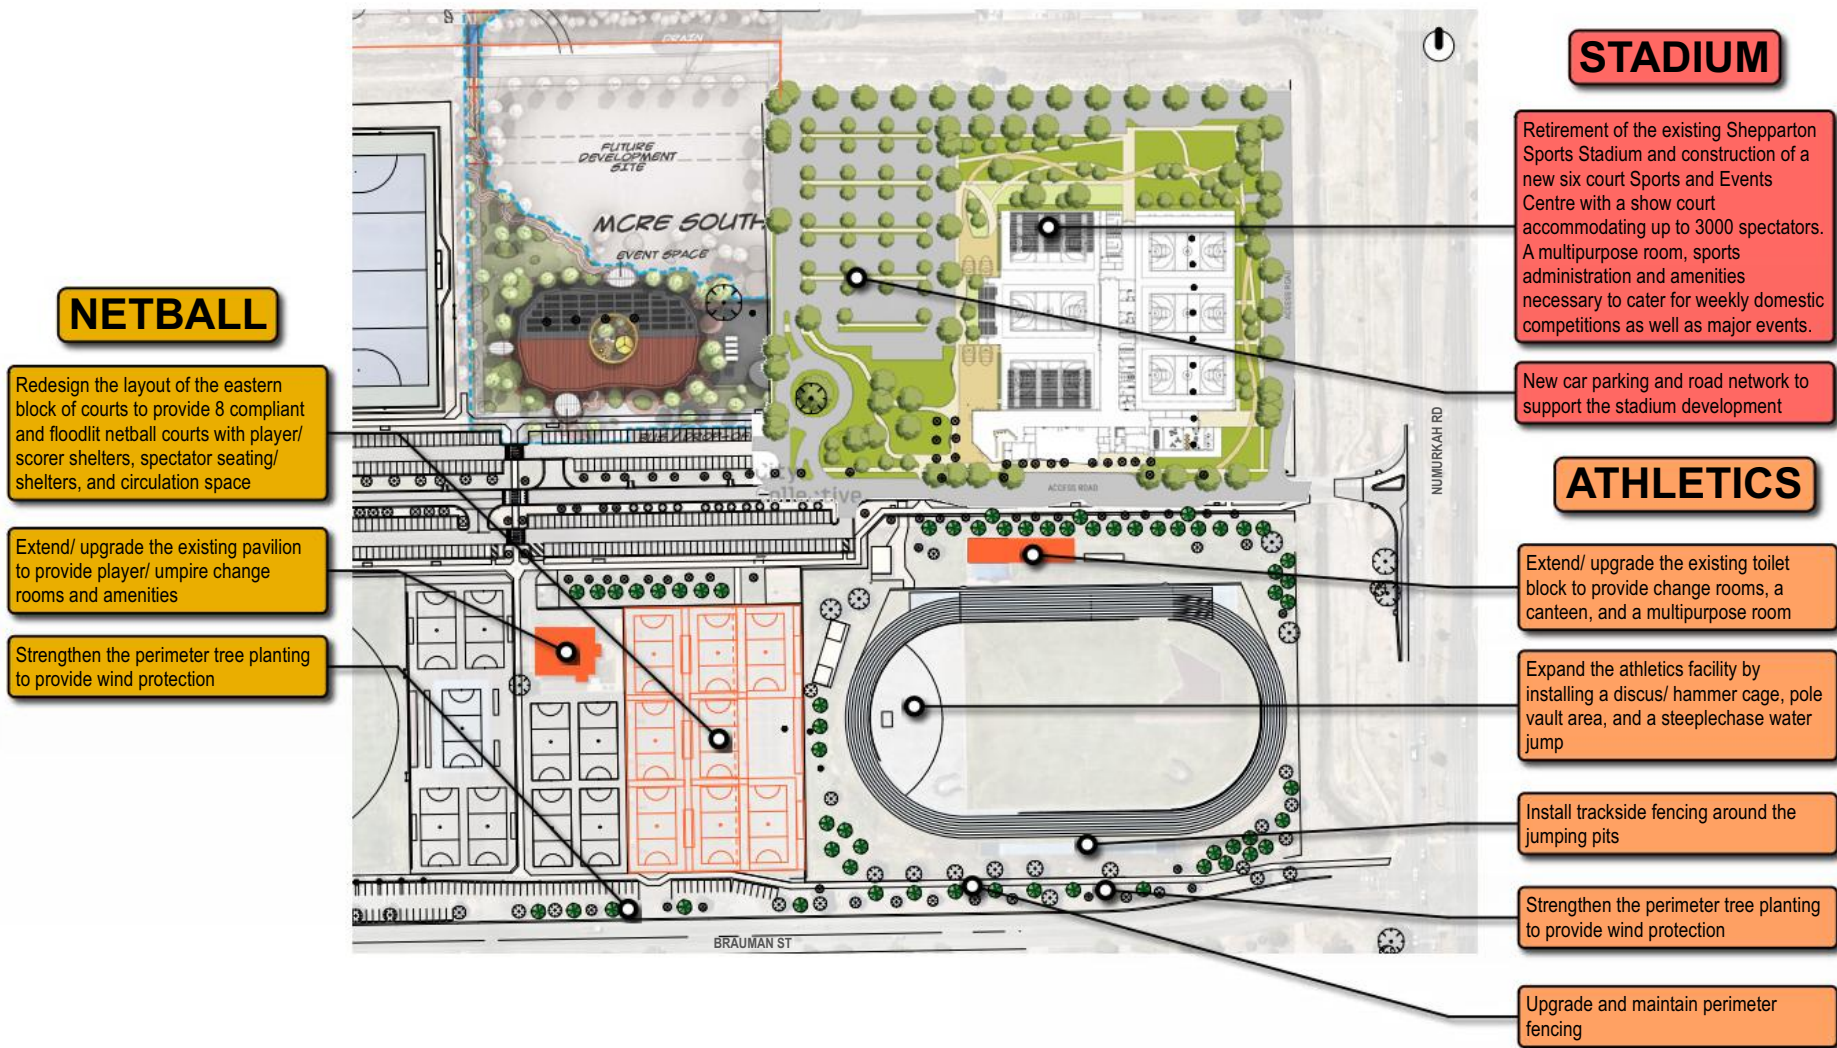 NETBALL
Redesign the layout of the eastern
block of courts to provide 8 compliant
and floodlit netball courts with player/
scorer shelters, spectator seating/
shelters, and circulation space
Extend/ upgrade the existing pavilion
to provide player/ umpire change
rooms and amenities
Strengthen the perimeter tree planting
to provide wind protection
DRAIN
FUTURE
DEVELOPMENT
SITE
MCRE SOUTH
EVENT SPACE
City
Collective
ACCESS ROAD
ACCESS ROAD
NUMURKAH RD
BRAUMAN ST
STADIUM
Retirement of the existing Shepparton
Sports Stadium and construction of a
new six court Sports and Events
Centre with a show court
accommodating up to 3000 spectators.
A multipurpose room, sports
administration and amenities
necessary to cater for weekly domestic
competitions as well as major events.
New car parking and road network to
support the stadium development
ATHLETICS
Extend/ upgrade the existing toilet
block to provide change rooms, a
canteen, and a multipurpose room
Expand the athletics facility by
installing a discus/ hammer cage, pole
vault area, and a steeplechase water
jump
Install trackside fencing around the
jumping pits
Strengthen the perimeter tree planting
to provide wind protection
Upgrade and maintain perimeter
fencing